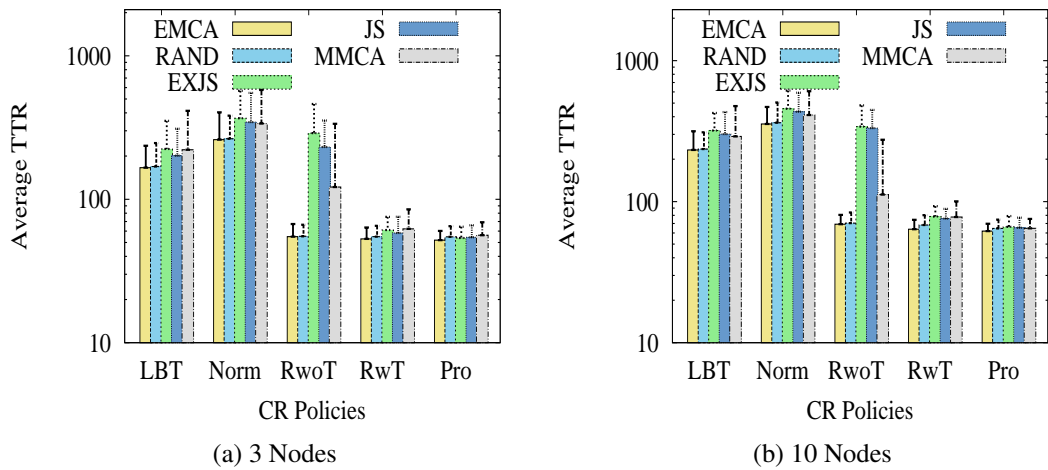 EMCA
RAND
EXJS
JS
MMCA
1000
100
10
Average TTR
LBT Norm RwoT RwT Pro
CR Policies
(a) 3 Nodes
EMCA
RAND
EXJS
JS
MMCA
1000
100
10
Average TTR
LBT Norm RwoT RwT Pro
CR Policies
(b) 10 Nodes